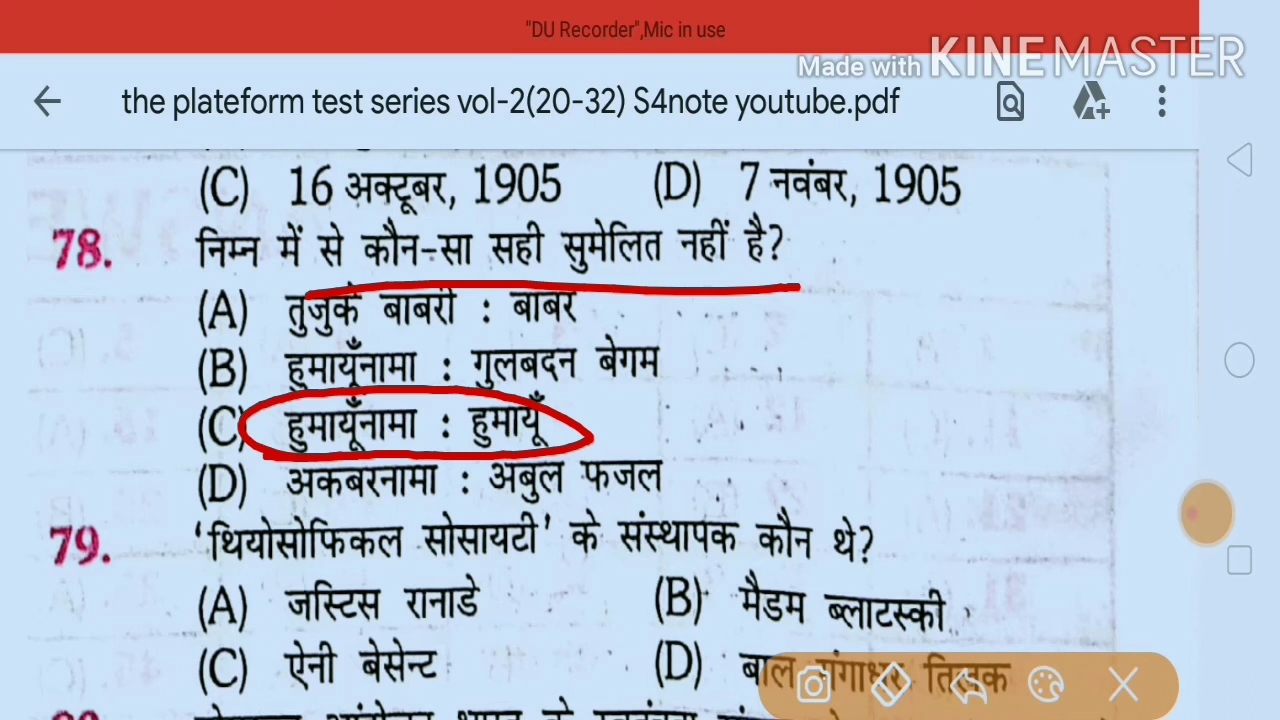 "DU Recorder",Mic in use
Made with KINEMASTER
the plateform test series vol-2(20-32) S4note youtube.pdf
(C) 16 अक्टूबर, 1905 (D) 7 नवंबर, 1905
78. निम्न में से कौन-सा सही सुमेलित नहीं है?
(A) तुजुके बाबरी : बाबर
(B) हुमायूँनामा : गुलबदन बेगम
(C) हुमायूँनामा : हुमायूँ
(D) अकबरनामा : अबुल फजल
79. 'थियोसोफिकल सोसायटी' के संस्थापक कौन थे?
(A) जस्टिस रानाडे (B) मैडम ब्लाटस्की
(C) ऐनी बेसेन्ट (D) बाल गंगाधर तिलक